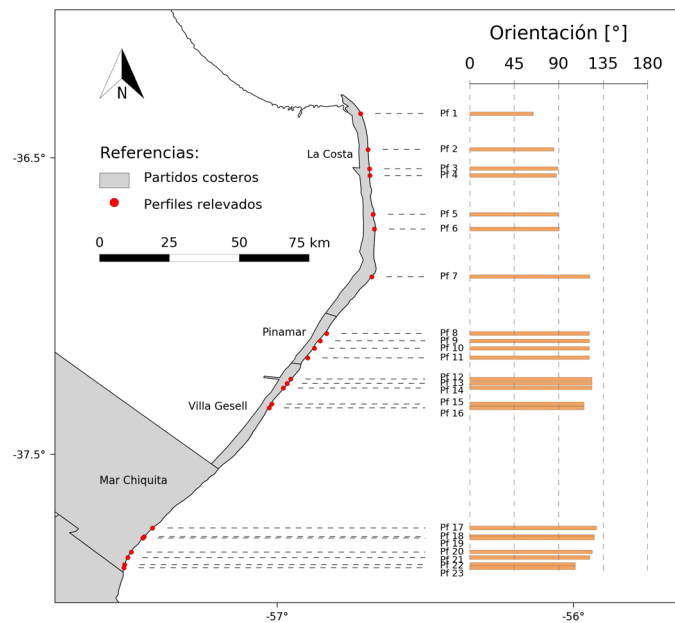 Orientación [°]
0 45 90 135 180
N
Pf 1
Referencias:
La Costa
Pf 2
-36.5°
Pf 3
Partidos costeros
Pf 4
Perfiles relevados
Pf 5
Pf 6
0 25 50 75 km
Pf 7
Pinamar
Pf 8
Pf 9
Pf 10
Pf 11
Pf 12
Pf 13
Pf 14
Villa Gesell
Pf 15
Pf 16
-37.5°
Mar Chiquita
Pf 17
Pf 18
Pf 19
Pf 20
Pf 21
Pf 22
Pf 23
-57°
-56°